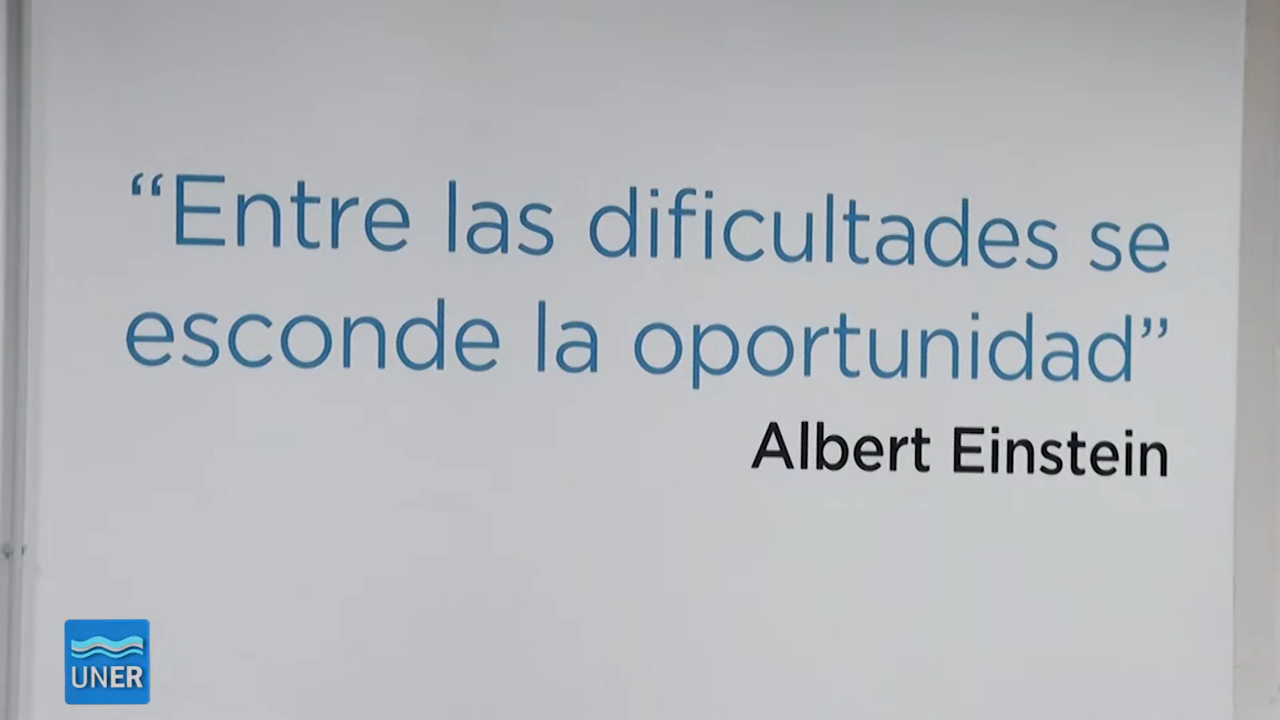 “Entre las dificultades se
esconde la oportunidad”
Albert Einstein
UNER